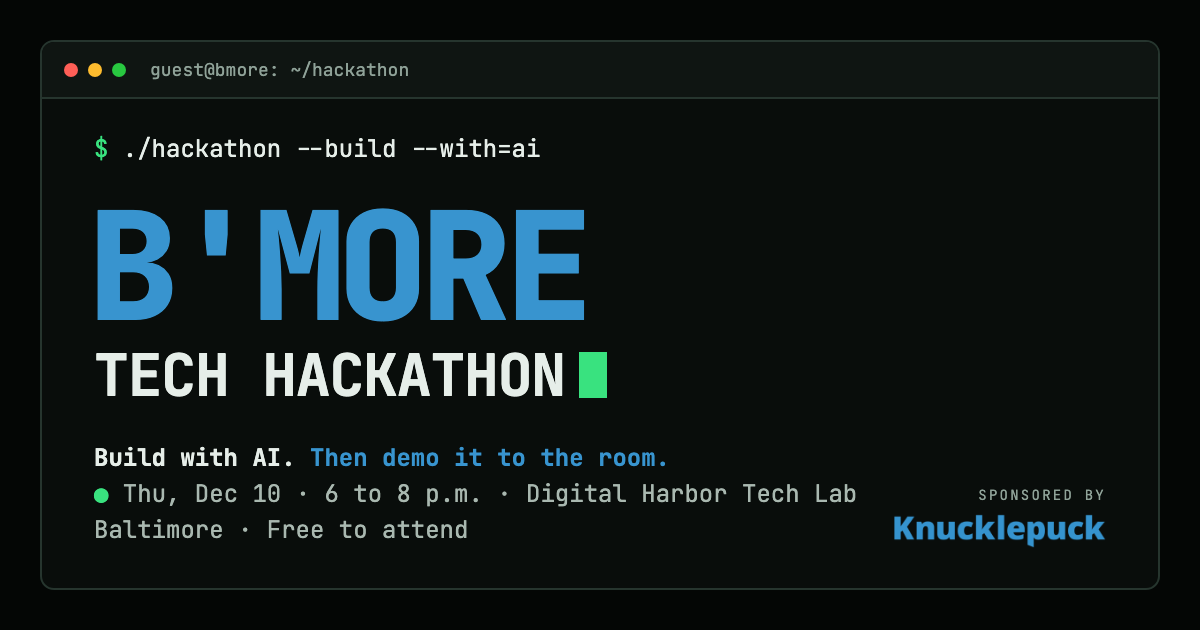 guest@bmore: ~/hackathon
$ ./hackathon --build --with=ai
B'MORE
TECH HACKATHON
Build with AI. Then demo it to the room.
Thu, Dec 10 · 6 to 8 p.m. · Digital Harbor Tech Lab
Baltimore · Free to attend
SPONSORED BY
Knucklepuck